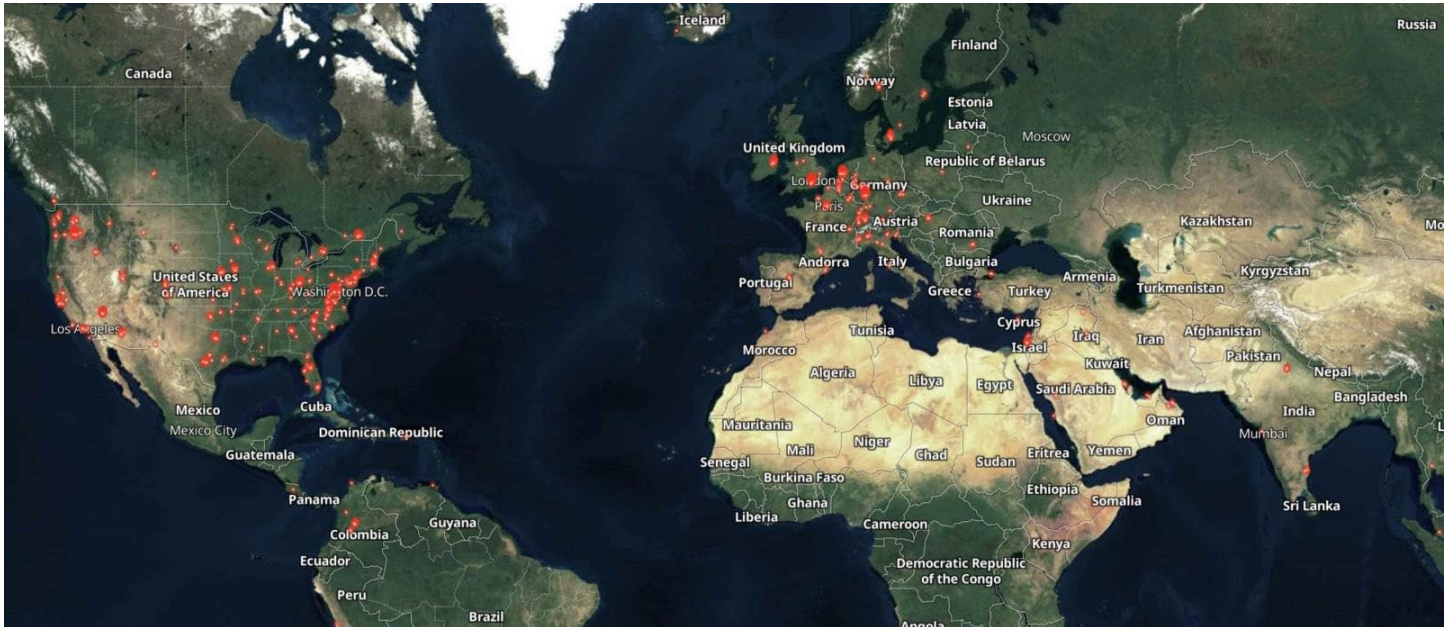 Iceland
Russia
Finland
Canada
Norway
Estonia
Latvia
Moscow
United Kingdom
Republic of Belarus
London
Germany
Ukraine
Paris
Austria
Kazakhstan
France
Romania
Mo
Andorra
Italy
Bulgaria
Armenia
Kyrgyzstan
United States
of America
Washington D.C.
Portugal
Greece
Turkey
Turkmenistan
Los Angeles
Tunisia
Cyprus
Israel
Iraq
Iran
Afghanistan
Morocco
Kuwait
Pakistan
Nepal
Algeria
Libya
Egypt
Saudi Arabia
Bangladesh
Mexico
Cuba
India
Mexico City
Dominican Republic
Mauritania
Oman
Mumbai
Guatemala
Mali
Niger
Chad
Sudan
Eritrea
Yemen
Senegal
Burkina Faso
Panama
Ghana
Ethiopia
Somalia
Liberia
Sri Lanka
Guyana
Colombia
Cameroon
Kenya
Ecuador
Democratic Republic
of the Congo
Peru
Brazil
Angola